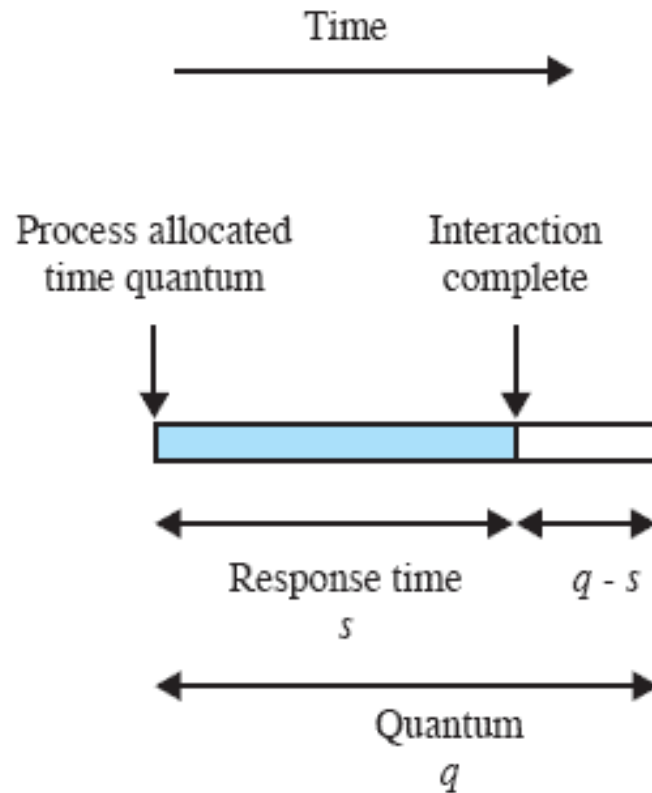 Time
Process allocated
time quantum
Interaction
complete
Response time
s
q - s
Quantum
q